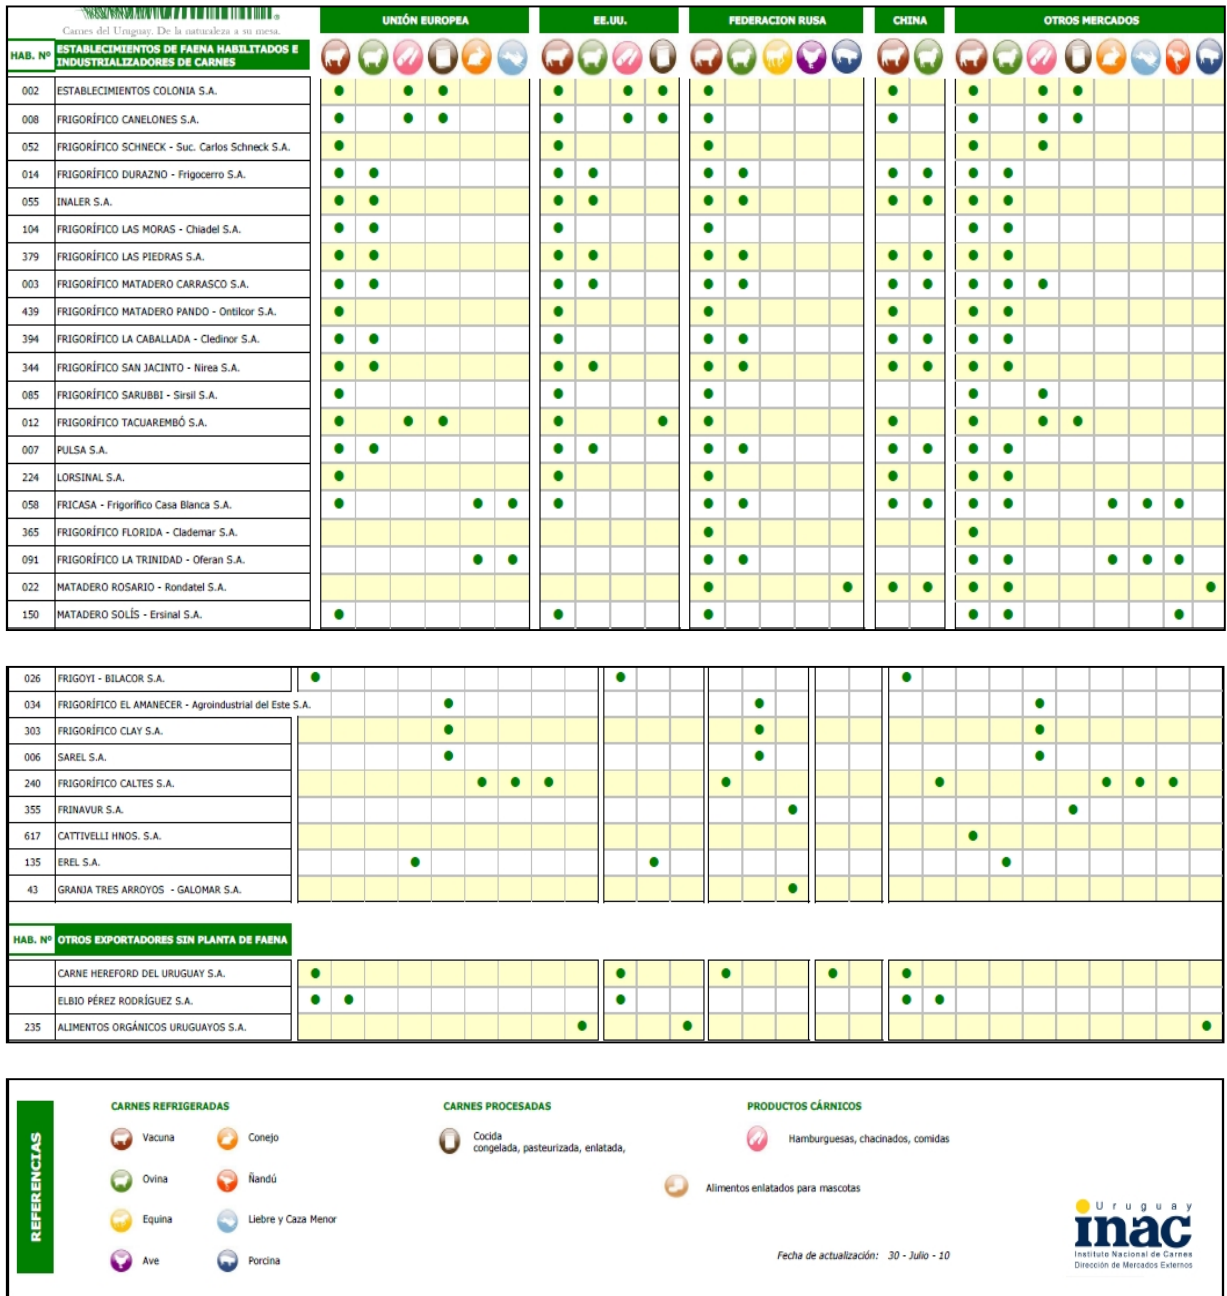 Carnes del Uruguay. De la naturaleza a su mesa.
UNIÓN EUROPEA
EE.UU.
FEDERACION RUSA
CHINA
OTROS MERCADOS
HAB. Nº ESTABLECIMIENTOS DE FAENA HABILITADOS E
INDUSTRIALIZADORES DE CARNES
002 ESTABLECIMIENTOS COLONIA S.A.
008 FRIGORÍFICO CANELONES S.A.
052 FRIGORÍFICO SCHNECK - Suc. Carlos Schneck S.A.
014 FRIGORÍFICO DURAZNO - Frigocerro S.A.
055 INALER S.A.
104 FRIGORÍFICO LAS MORAS - Chiadel S.A.
379 FRIGORÍFICO LAS PIEDRAS S.A.
003 FRIGORÍFICO MATADERO CARRASCO S.A.
439 FRIGORÍFICO MATADERO PANDO - Ontilcor S.A.
394 FRIGORÍFICO LA CABALLADA - Cledinor S.A.
344 FRIGORÍFICO SAN JACINTO - Nirea S.A.
085 FRIGORÍFICO SARUBBI - Sirsil S.A.
012 FRIGORÍFICO TACUAREMBÓ S.A.
007 PULSA S.A.
224 LORSINAL S.A.
058 FRICASA - Frigorífico Casa Blanca S.A.
365 FRIGORÍFICO FLORIDA - Clademar S.A.
091 FRIGORÍFICO LA TRINIDAD - Oferan S.A.
022 MATADERO ROSARIO - Rondatel S.A.
150 MATADERO SOLÍS - Ersinal S.A.
026 FRIGOYI - BILACOR S.A.
034 FRIGORÍFICO EL AMANECER - Agroindustrial del Este S.A.
303 FRIGORÍFICO CLAY S.A.
006 SAREL S.A.
240 FRIGORÍFICO CALTES S.A.
355 FRINAVUR S.A.
617 CATTIVELLI HNOS. S.A.
135 EREL S.A.
43 GRANJA TRES ARROYOS - GALOMAR S.A.
HAB. Nº OTROS EXPORTADORES SIN PLANTA DE FAENA
CARNE HEREFORD DEL URUGUAY S.A.
ELBIO PÉREZ RODRÍGUEZ S.A.
235 ALIMENTOS ORGÁNICOS URUGUAYOS S.A.
REFERENCIAS
CARNES REFRIGERADAS
Vacuna
Conejo
Ovina
Ñandú
Equina
Liebre y Caza Menor
Ave
Porcina
CARNES PROCESADAS
Cocida
congelada, pasteurizada, enlatada,
PRODUCTOS CÁRNICOS
Hamburguesas, chacinados, comidas
Alimentos enlatados para mascotas
Fecha de actualización: 30 - Julio - 10
Uruguay
inac
Instituto Nacional de Carnes
Dirección de Mercados Externos